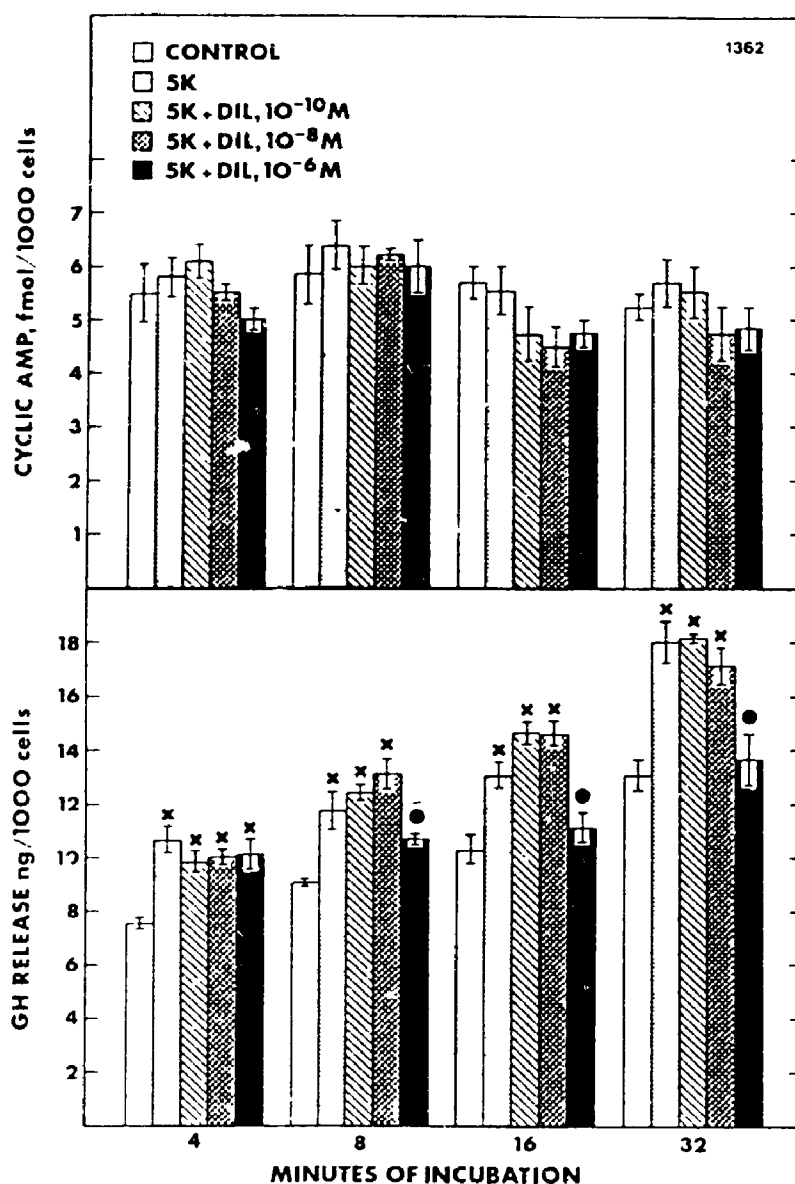 1362
CONTROL
5K
5K + DIL, 10⁻¹⁰M
5K + DIL, 10⁻⁸M
5K + DIL, 10⁻⁶M
CYCLIC AMP, fmol/1000 cells
7
6
5
4
3
2
1
GH RELEASE ng/1000 cells
18
16
14
12
10
8
6
4
2
4 8 16 32
MINUTES OF INCUBATION